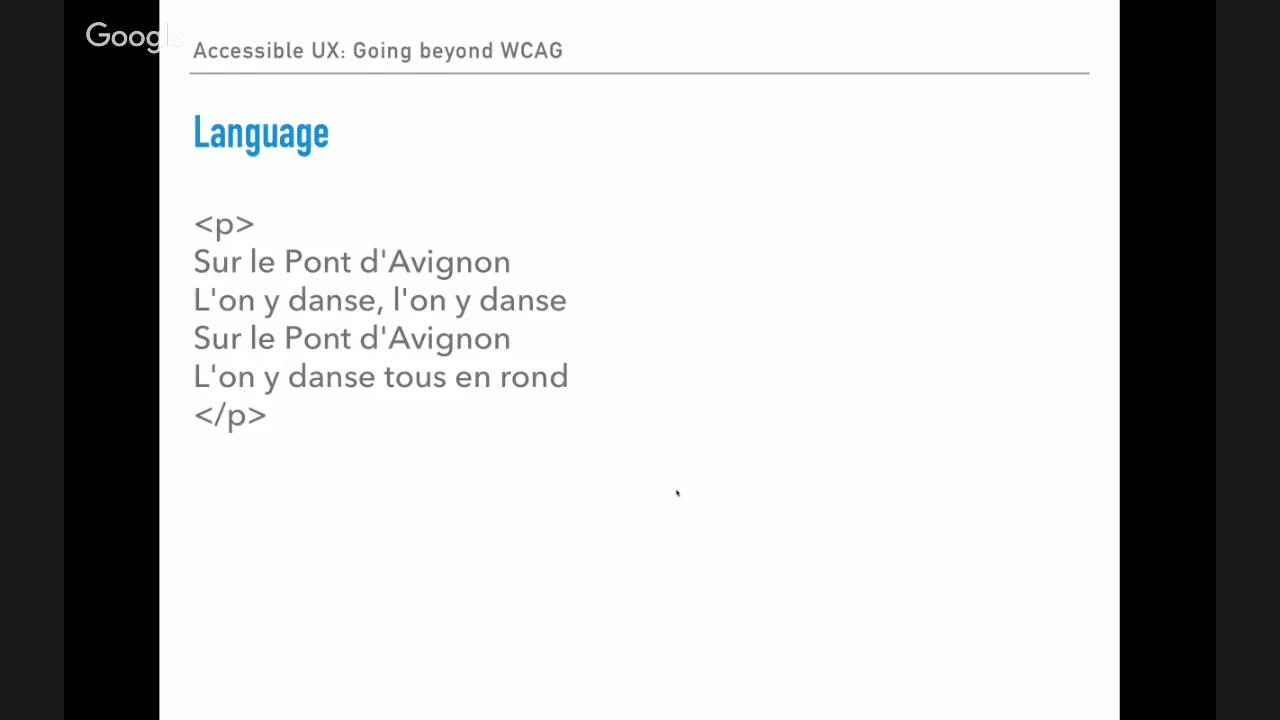 Google
Accessible UX: Going beyond WCAG
Language
<p>
Sur le Pont d'Avignon
L'on y danse, l'on y danse
Sur le Pont d'Avignon
L'on y danse tous en rond
</p>